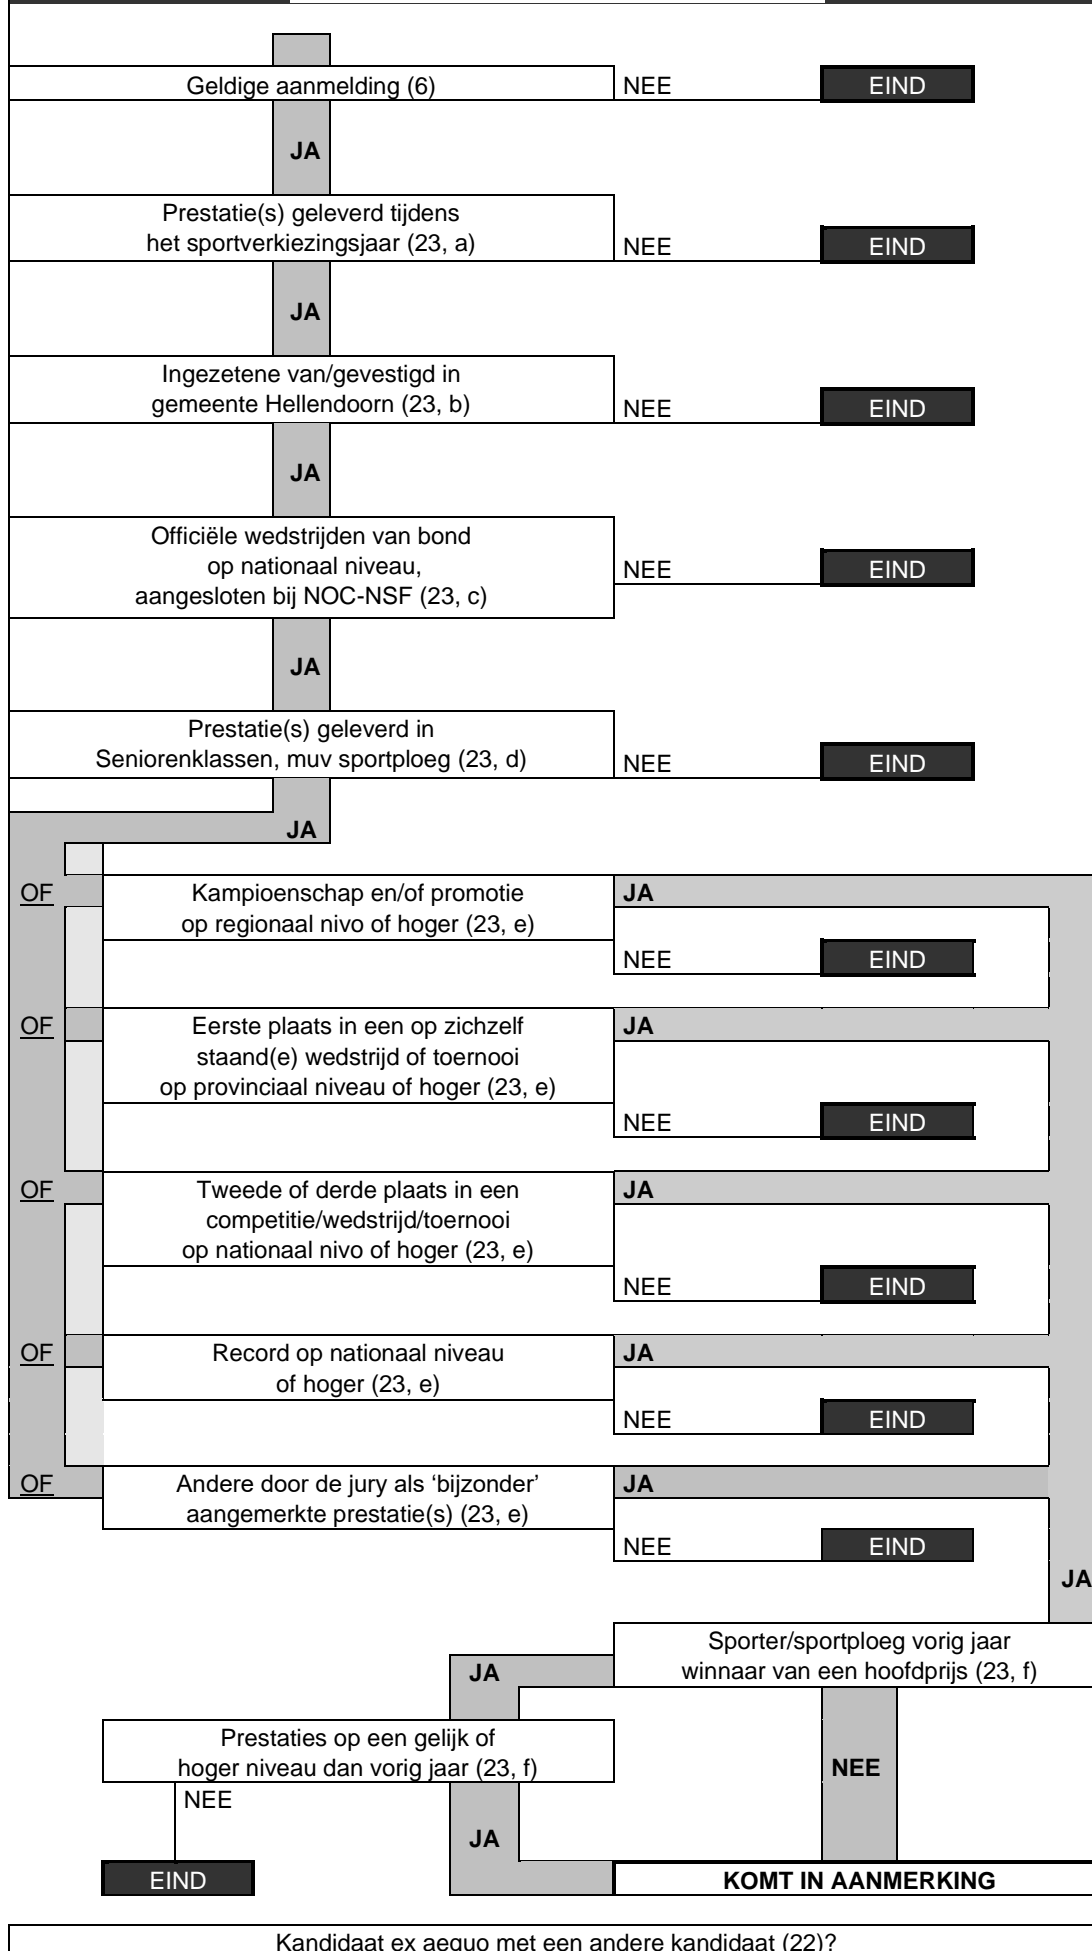 Geldige aanmelding (6) NEE EIND
JA
Prestatie(s) geleverd tijdens
het sportverkiezingsjaar (23, a) NEE EIND
JA
Ingezetene van/gevestigd in
gemeente Hellendoorn (23, b) NEE EIND
JA
Officiële wedstrijden van bond
op nationaal niveau, NEE EIND
aangesloten bij NOC-NSF (23, c)
JA
Prestatie(s) geleverd in
Seniorenklassen, muv sportploeg (23, d) NEE EIND
JA
OF Kampioenschap en/of promotie JA
op regionaal nivo of hoger (23, e)
NEE EIND
OF Eerste plaats in een op zichzelf JA
staand(e) wedstrijd of toernooi
op provinciaal niveau of hoger (23, e)
NEE EIND
OF Tweede of derde plaats in een JA
competitie/wedstrijd/toernooi
op nationaal nivo of hoger (23, e)
NEE EIND
OF Record op nationaal niveau JA
of hoger (23, e)
NEE EIND
OF Andere door de jury als ‘bijzonder’ JA
aangemerkte prestatie(s) (23, e)
NEE EIND
JA
Sporter/sportploeg vorig jaar
JA winnaar van een hoofdprijs (23, f)
Prestaties op een gelijk of
hoger niveau dan vorig jaar (23, f) NEE
NEE
JA
EIND KOMT IN AANMERKING
Kandidaat ex aequo met een andere kandidaat (22)?